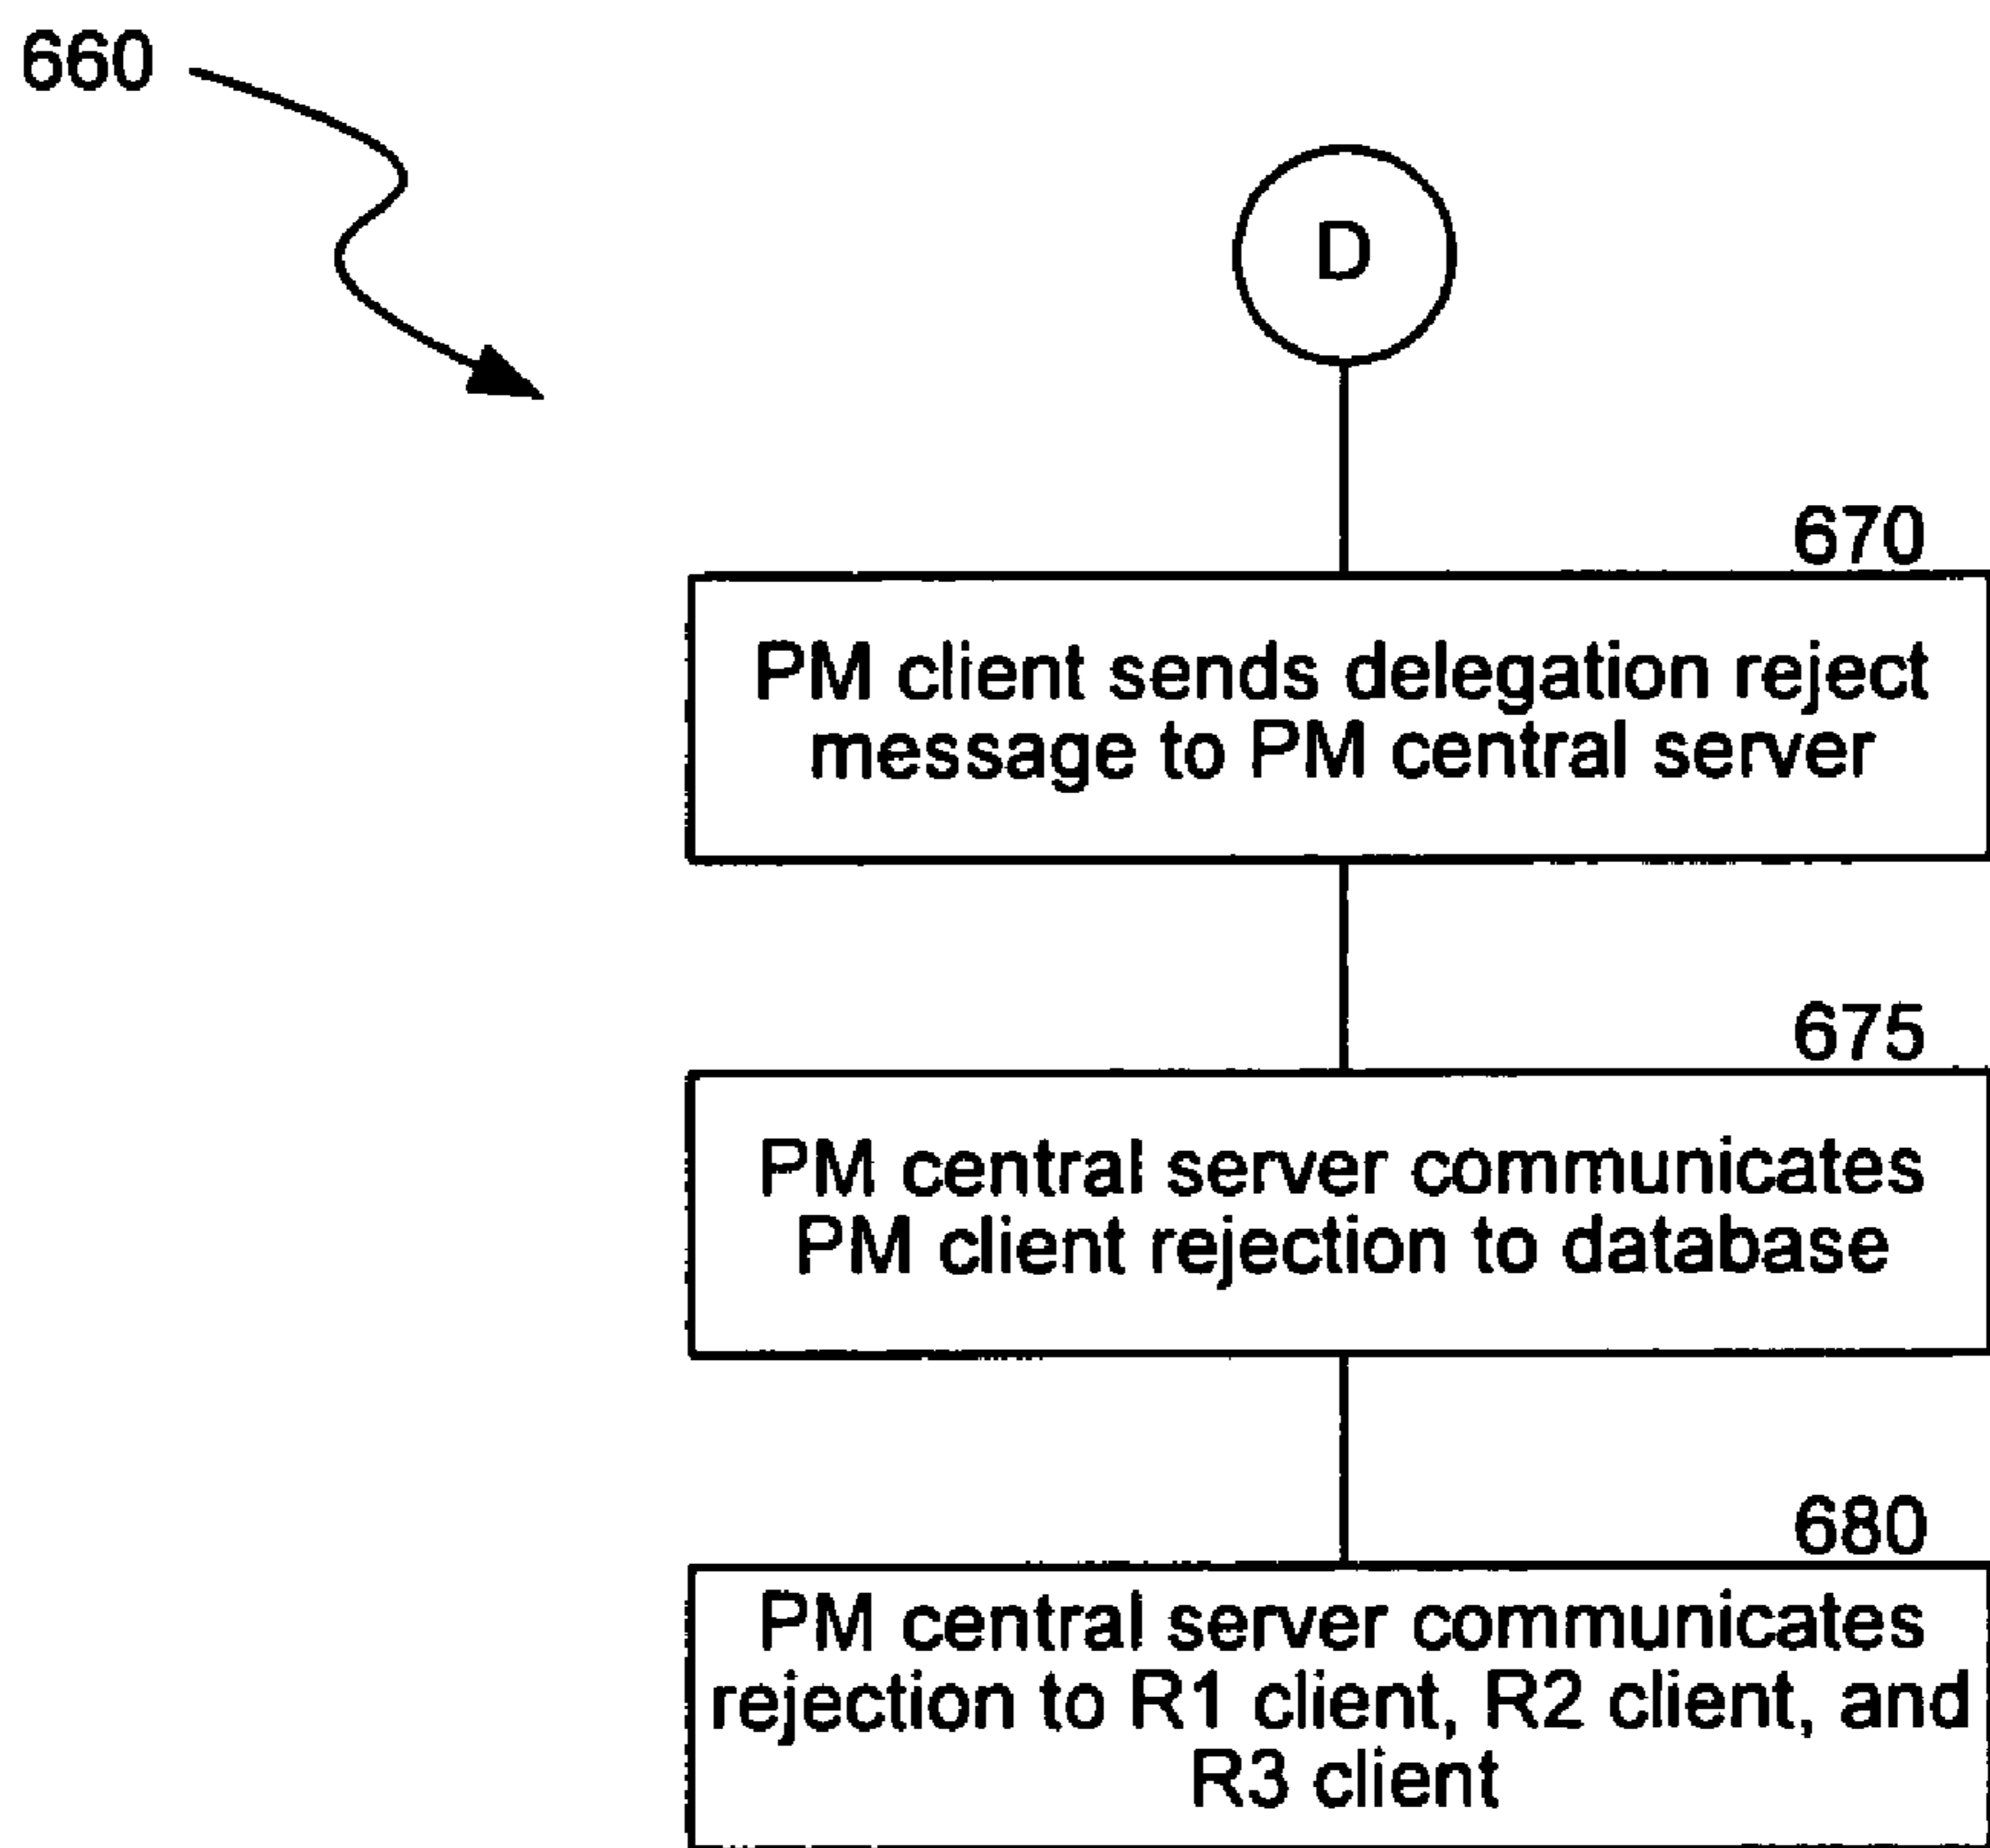 660
D
670
PM client sends delegation reject
message to PM central server
675
PM central server communicates
PM client rejection to database
680
PM central server communicates
rejection to R1 client, R2 client, and
R3 client